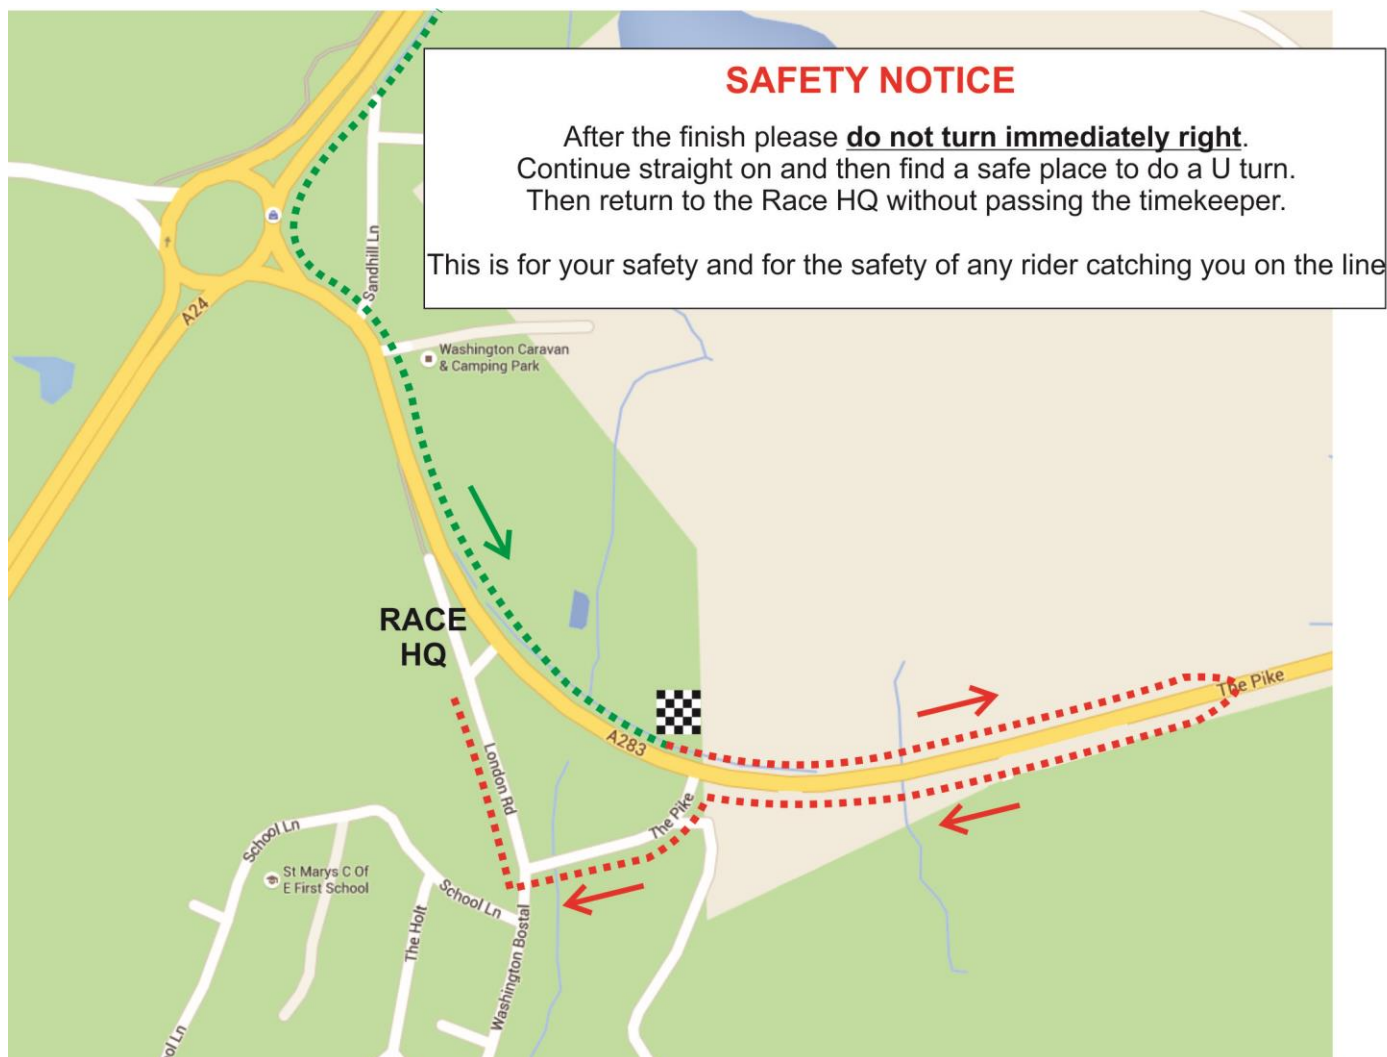 SAFETY NOTICE
After the finish please do not turn immediately right.
Continue straight on and then find a safe place to do a U turn.
Then return to the Race HQ without passing the timekeeper.
This is for your safety and for the safety of any rider catching you on the line
Sandhill Ln
A24
Washington Caravan
& Camping Park
RACE
HQ
The Pike
A283
London Rd
The Pike
School Ln
St Marys C Of
E First School
School Ln
The Holt
Washington Bostal
ool Ln